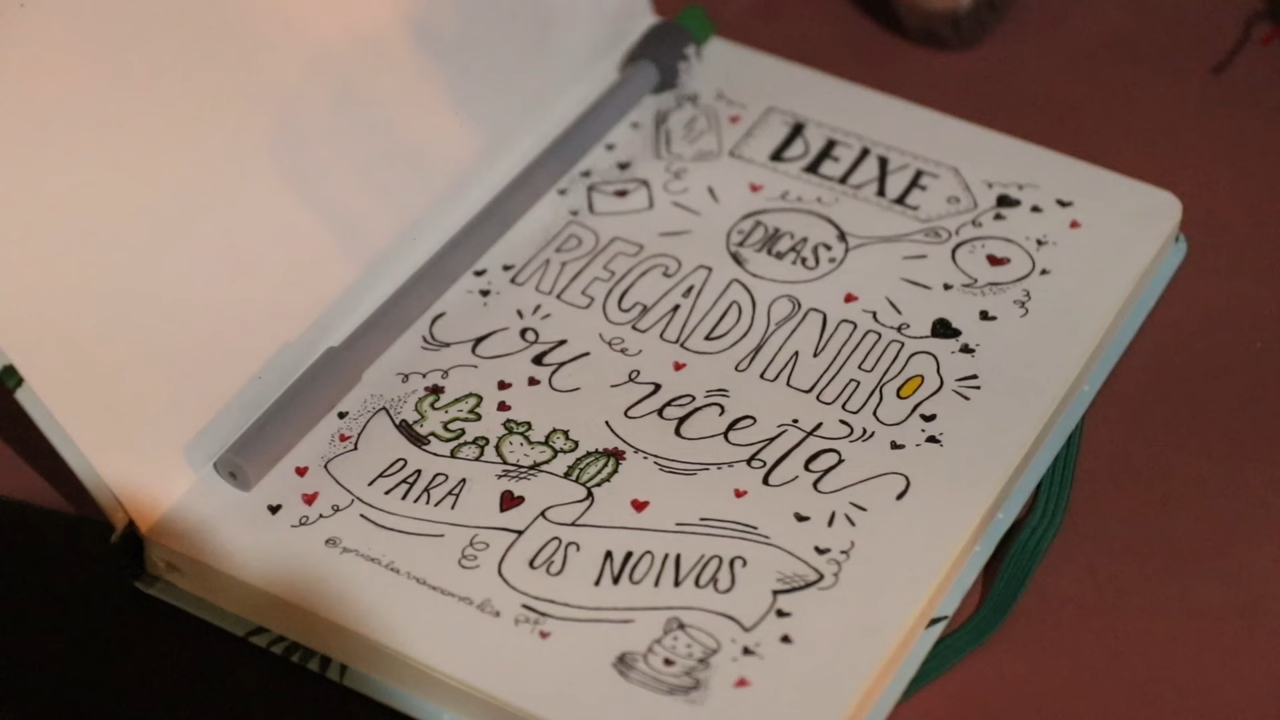 DEIXE
DICAS
RECADINHO
ou receita
PARA
OS NOIVOS